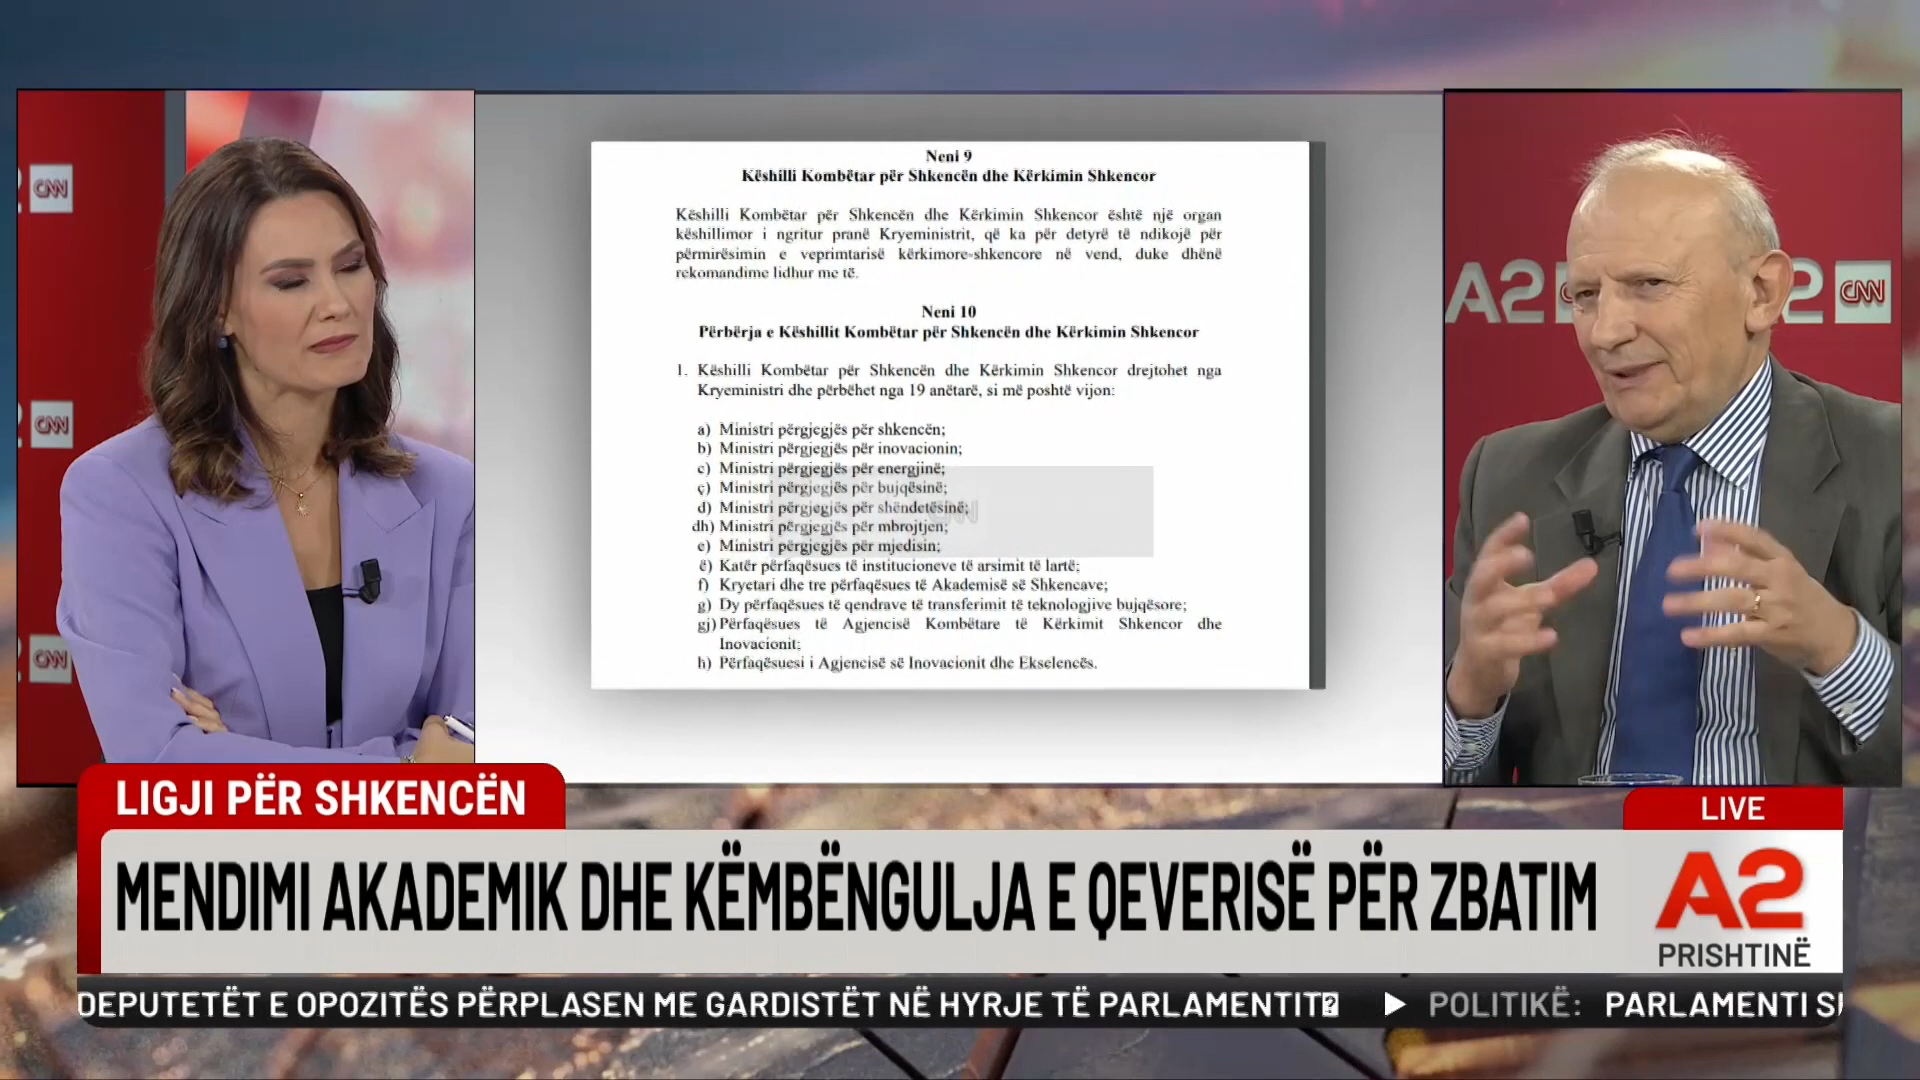 CNN
CNN
CNN
Neni 9
Këshilli Kombëtar për Shkencën dhe Kërkimin Shkencor
Këshilli Kombëtar për Shkencën dhe Kërkimin Shkencor është një organ
këshillimor i ngritur pranë Kryeministrit, që ka për detyrë të ndikojë për
përmirësimin e veprimtarisë kërkimore-shkencore në vend, duke dhënë
rekomandime lidhur me të.
Neni 10
Përbërja e Këshillit Kombëtar për Shkencën dhe Kërkimin Shkencor
1. Këshilli Kombëtar për Shkencën dhe Kërkimin Shkencor drejtohet nga
Kryeministri dhe përbëhet nga 19 anëtarë, si më poshtë vijon:
a) Ministri përgjegjës për shkencën;
b) Ministri përgjegjës për inovacionin;
c) Ministri përgjegjës për energjinë;
ç) Ministri përgjegjës për bujqësinë;
d) Ministri përgjegjës për shëndetësinë;
dh) Ministri përgjegjës për mbrojtjen;
e) Ministri përgjegjës për mjedisin;
ë) Katër përfaqësues të institucioneve të arsimit të lartë;
f) Kryetari dhe tre përfaqësues të Akademisë së Shkencave;
g) Dy përfaqësues të qendrave të transferimit të teknologjive bujqësore;
gj) Përfaqësues të Agjencisë Kombëtare të Kërkimit Shkencor dhe
Inovacionit;
h) Përfaqësuesi i Agjencisë së Inovacionit dhe Ekselencës.
A2 CNN
LIGJI PËR SHKENCËN
LIVE
MENDIMI AKADEMIK DHE KËMBËNGULJA E QEVERISË PËR ZBATIM
A2
PRISHTINË
DEPUTETËT E OPOZITËS PËRPLASEN ME GARDISTËT NË HYRJE TË PARLAMENTIT ▶ POLITIKË: PARLAMENTI